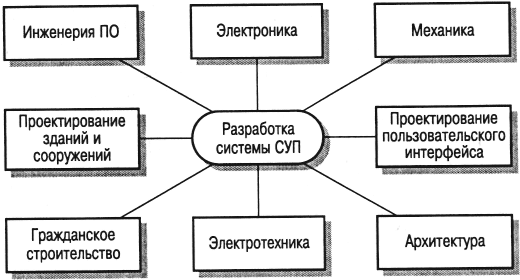 Инженерия ПО
Электроника
Механика
Проектирование
зданий и
сооружений
Разработка
системы СУП
Проектирование
пользовательского
интерфейса
Гражданское
строительство
Электротехника
Архитектура